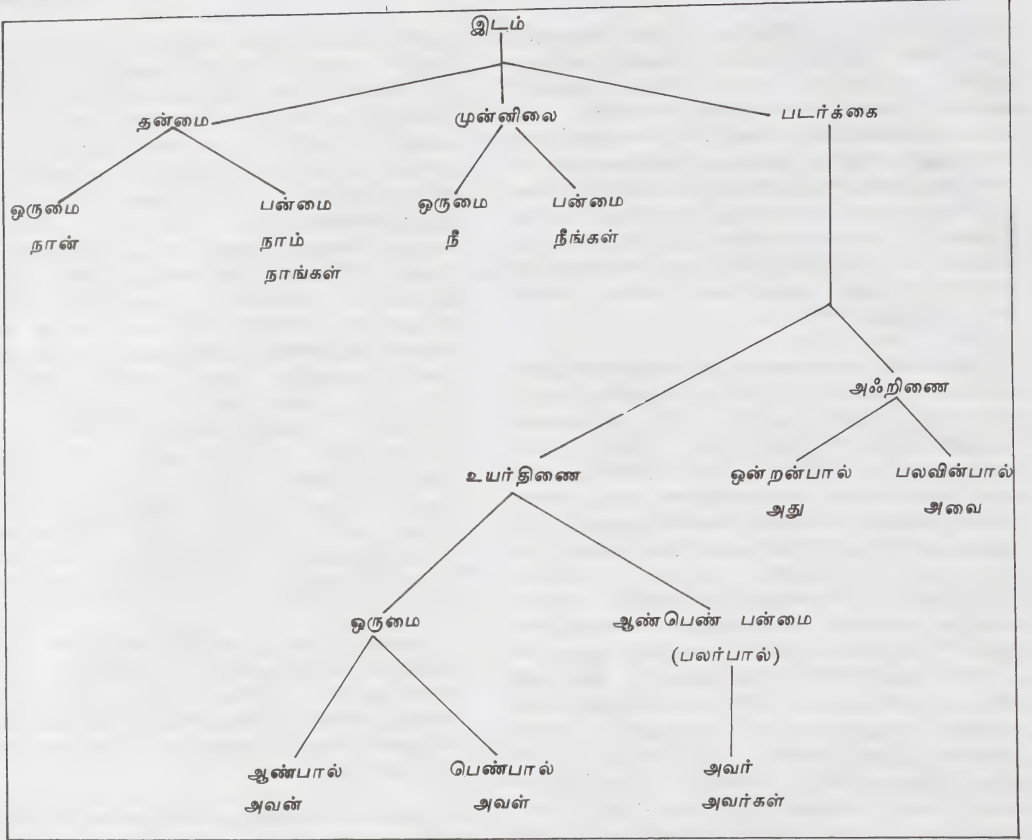 இடம்
தன்மை
முன்னிலை
படர்க்கை
ஒருமை
பன்மை
ஒருமை
பன்மை
நான்
நாம்
நீ
நீங்கள்
நாங்கள்
அஃறிணை
உயர்திணை
ஒன்றன்பால்
பலவின்பால்
அது
அவை
ஒருமை
ஆண்பெண் பன்மை
(பலர்பால்)
ஆண்பால்
பெண்பால்
அவர்
அவன்
அவள்
அவர்கள்